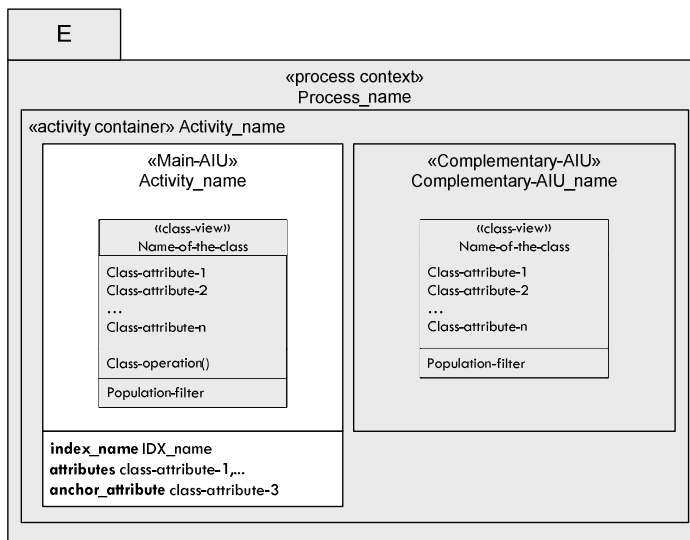 E
«process context»
Process_name
«activity container» Activity_name
«Main-AIU»
Activity_name
«class-view»
Name-of-the-class
Class-attribute-1
Class-attribute-2
...
Class-attribute-n
Class-operation()
Population-filter
index_name IDX_name
attributes class-attribute-1,...
anchor_attribute class-attribute-3
«Complementary-AIU»
Complementary-AIU_name
«class-view»
Name-of-the-class
Class-attribute-1
Class-attribute-2
...
Class-attribute-n
Population-filter